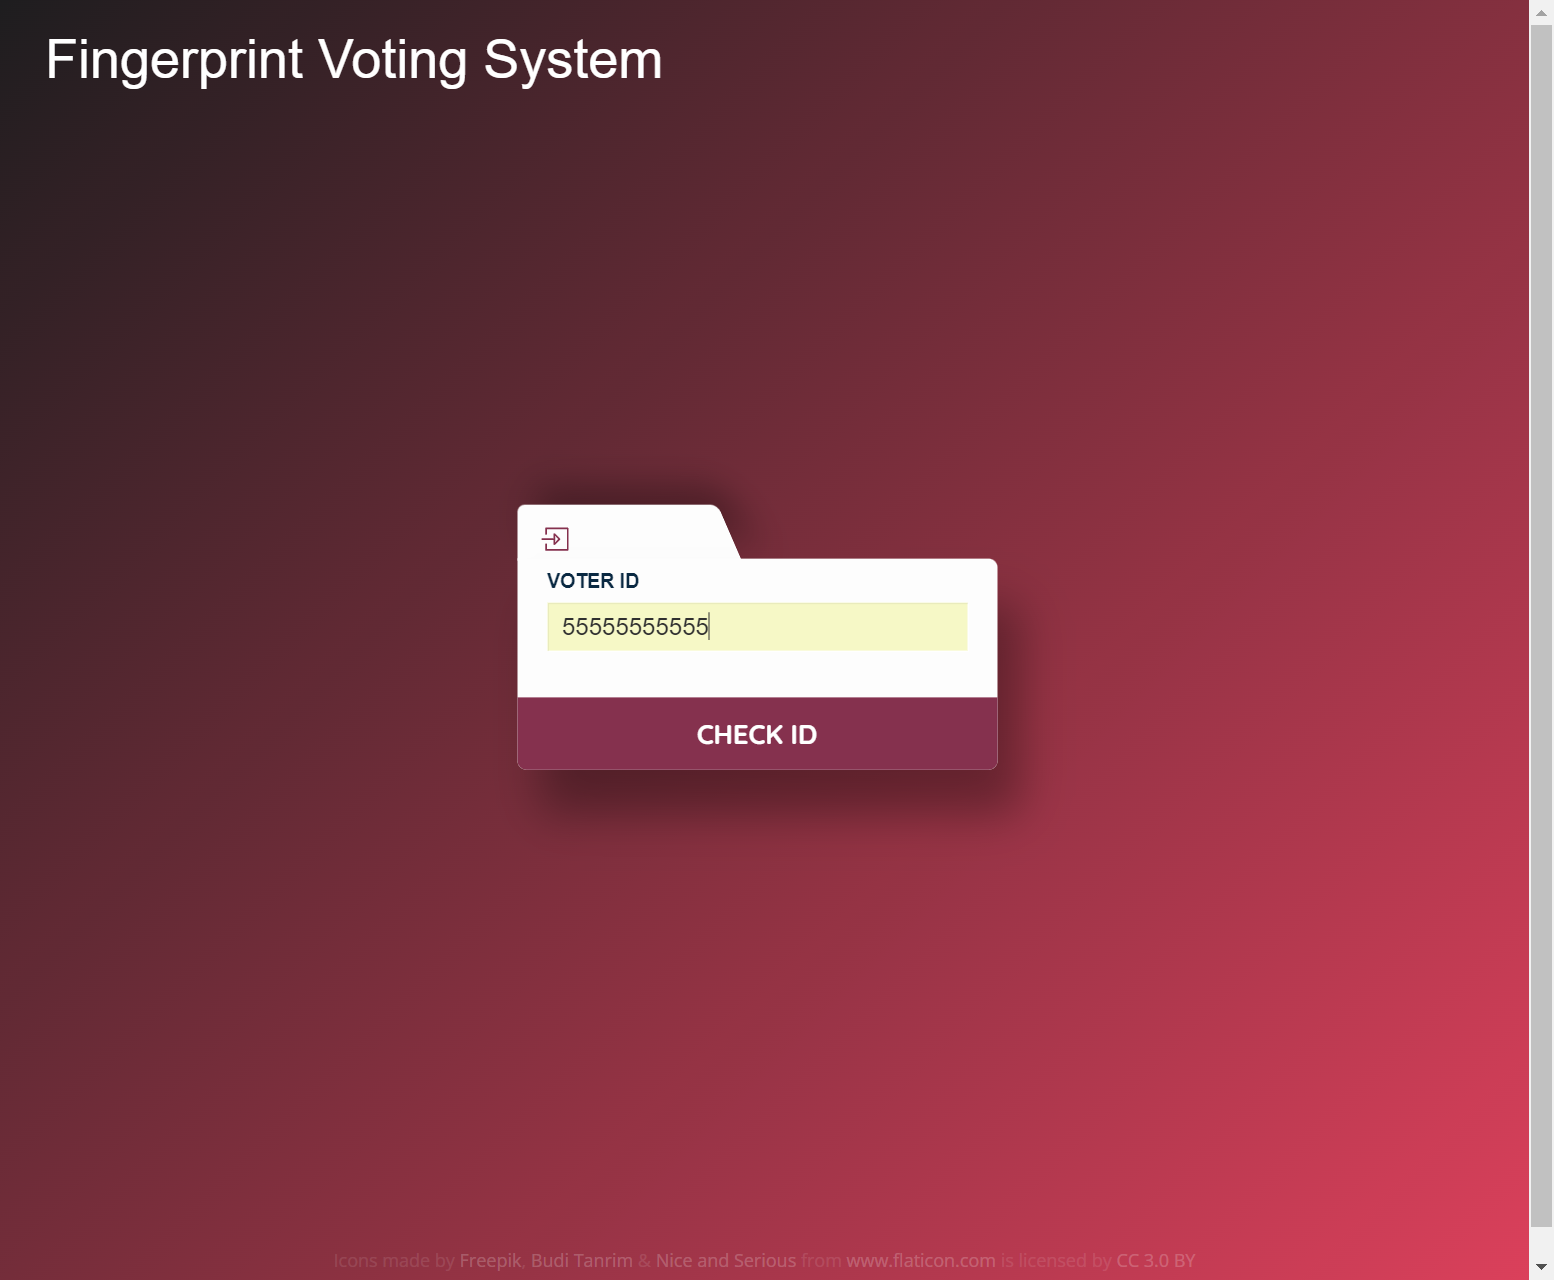 Fingerprint Voting System
VOTER ID
55555555555
CHECK ID
Icons made by Freepik, Budi Tanrim & Nice and Serious from www.flaticon.com is licensed by CC 3.0 BY